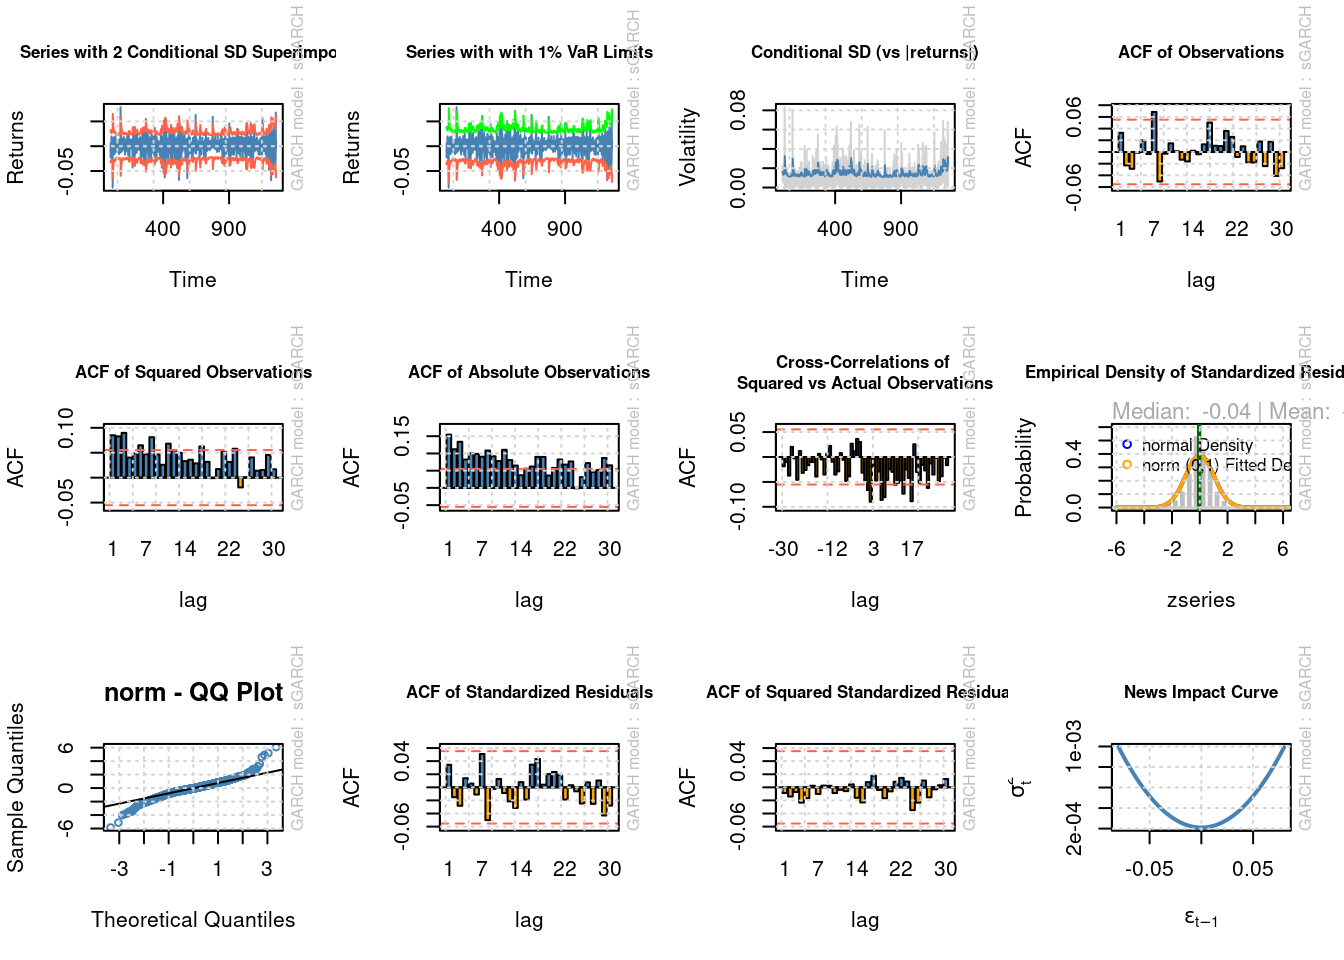 Series with 2 Conditional SD Superimpo
Returns
-0.05
400 900
Time
GARCH model : sGARCH
Series with with 1% VaR Limits
Returns
-0.05
400 900
Time
GARCH model : sGARCH
Conditional SD (vs |returns|)
Volatility
0.00 0.08
400 900
Time
GARCH model : sGARCH
ACF of Observations
ACF
-0.06 0.06
1 7 14 22 30
lag
GARCH model : sGARCH
ACF of Squared Observations
ACF
-0.05 0.10
1 7 14 22 30
lag
GARCH model : sGARCH
ACF of Absolute Observations
ACF
-0.05 0.15
1 7 14 22 30
lag
GARCH model : sGARCH
Cross-Correlations of
Squared vs Actual Observations
ACF
-0.10 0.05
-30 -12 3 17
lag
GARCH model : sGARCH
Empirical Density of Standardized Resid
Median: -0.04 | Mean: -
normal Density
norm (0,1) Fitted De
Probability
0.0 0.4
-6 -2 2 6
zseries
GARCH model : sGARCH
norm - QQ Plot
Sample Quantiles
-6 0 6
-3 -1 1 3
Theoretical Quantiles
GARCH model : sGARCH
ACF of Standardized Residuals
ACF
-0.06 0.04
1 7 14 22 30
lag
GARCH model : sGARCH
ACF of Squared Standardized Residua
ACF
-0.06 0.04
1 7 14 22 30
lag
GARCH model : sGARCH
News Impact Curve
2e-04 1e-03
-0.05 0.05
εt−1
GARCH model : sGARCH